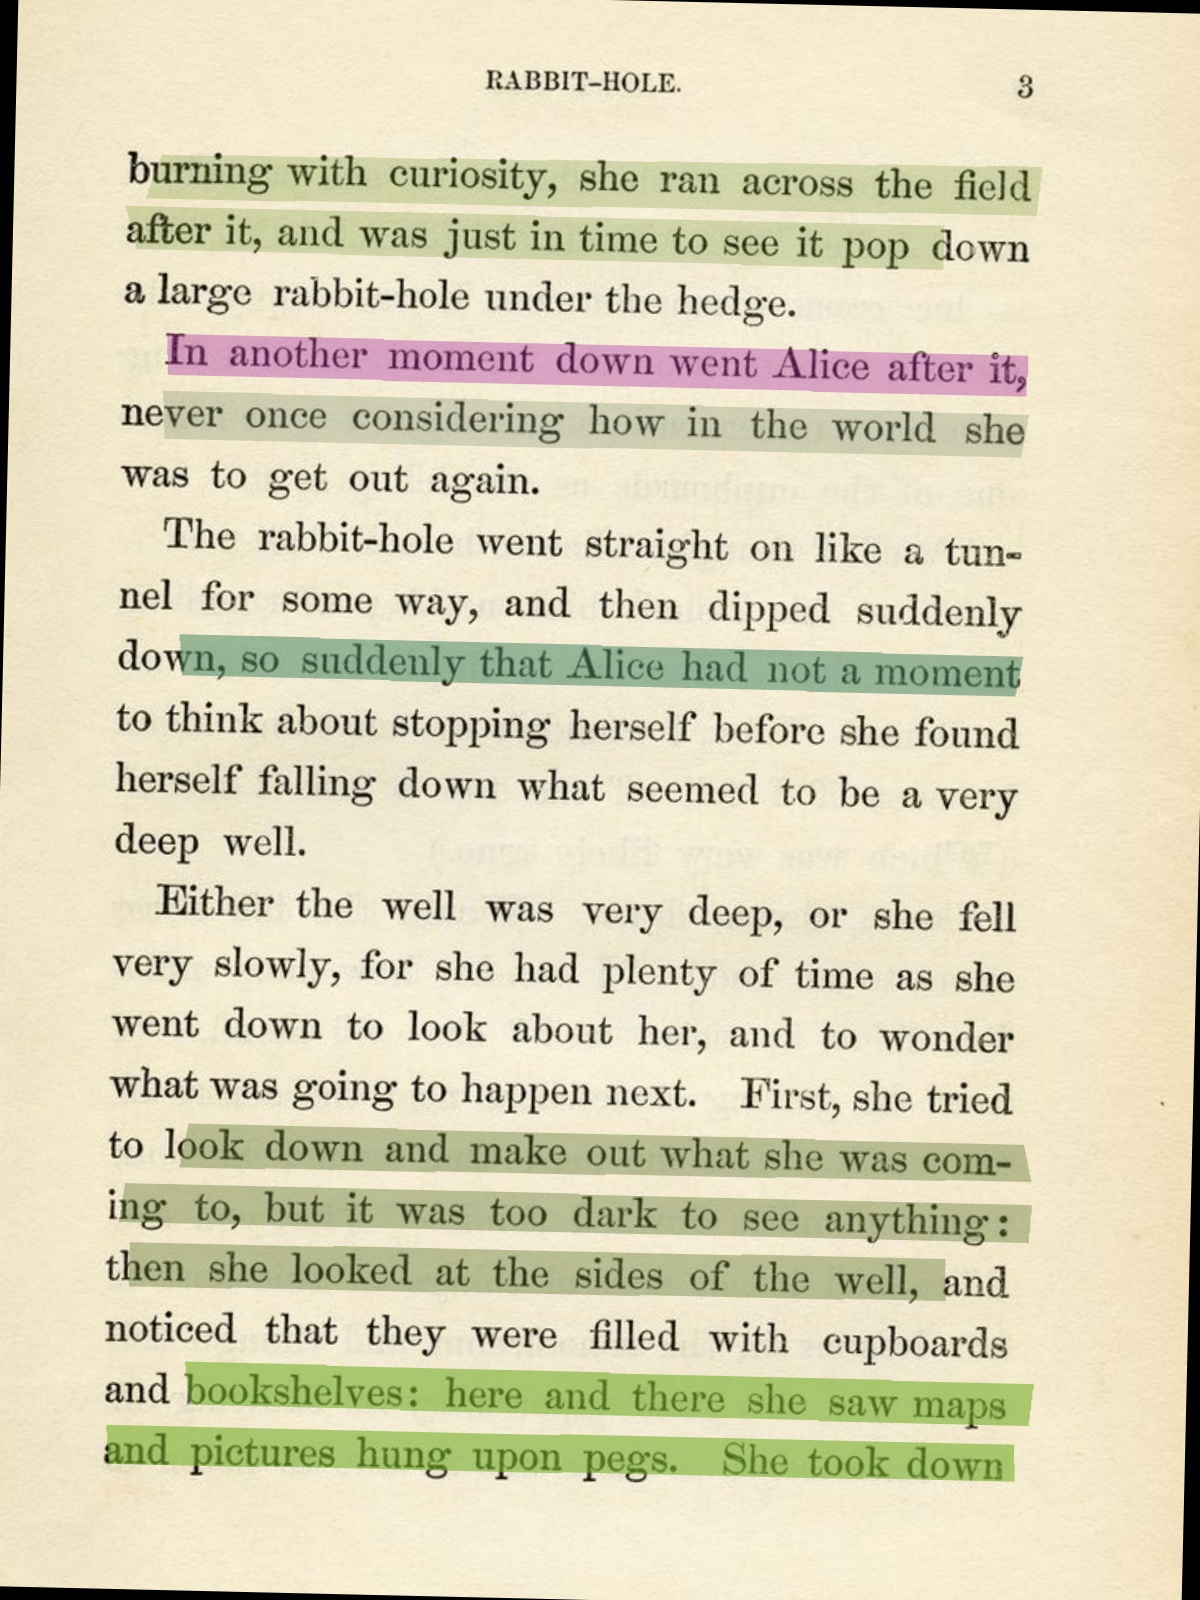 RABBIT-HOLE. 3
burning with curiosity, she ran across the field
after it, and was just in time to see it pop down
a large rabbit-hole under the hedge.
In another moment down went Alice after it,
never once considering how in the world she
was to get out again.
The rabbit-hole went straight on like a tun-
nel for some way, and then dipped suddenly
down, so suddenly that Alice had not a moment
to think about stopping herself before she found
herself falling down what seemed to be a very
deep well.
Either the well was very deep, or she fell
very slowly, for she had plenty of time as she
went down to look about her, and to wonder
what was going to happen next. First, she tried
to look down and make out what she was com-
ing to, but it was too dark to see anything:
then she looked at the sides of the well, and
noticed that they were filled with cupboards
and bookshelves: here and there she saw maps
and pictures hung upon pegs. She took down